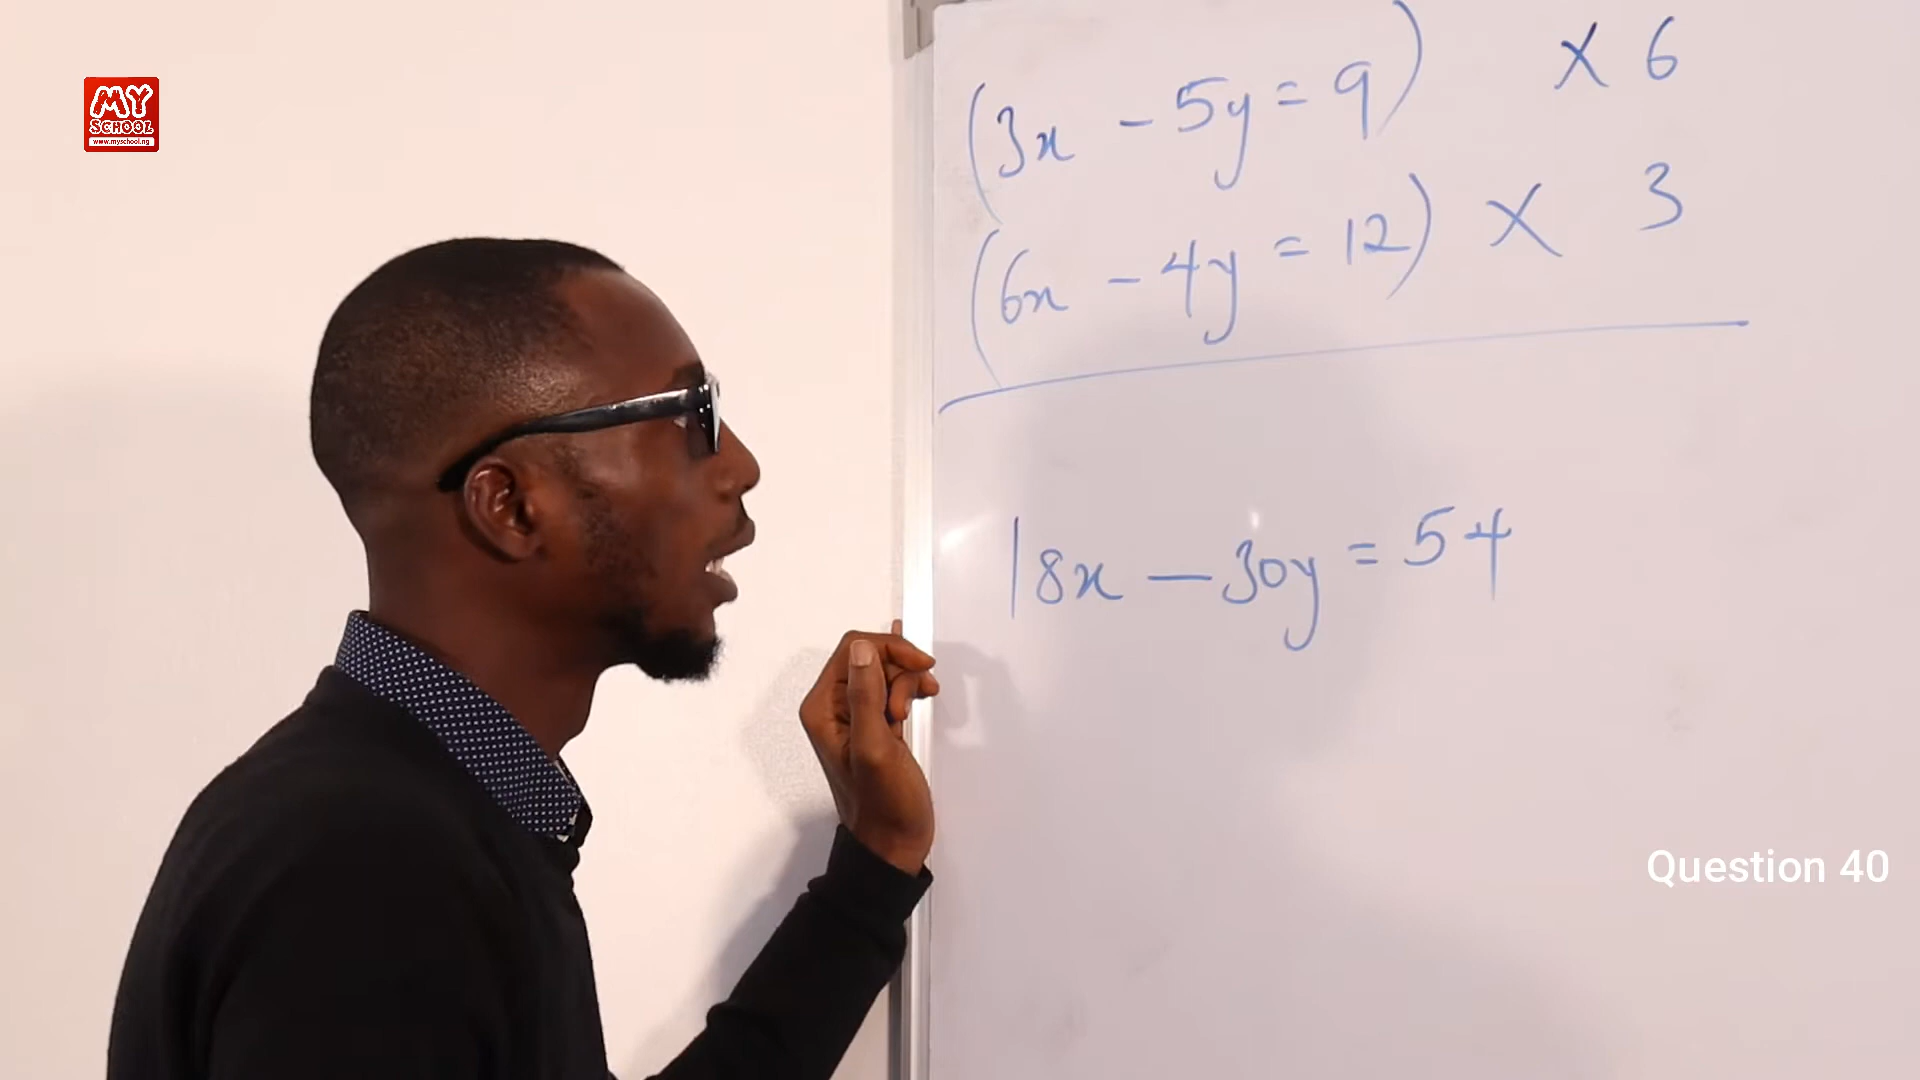 MY
SCHOOL
www.myschool.ng
(3x - 5y = 9) × 6
(6x - 4y = 12) × 3
18x - 30y = 54
Question 40